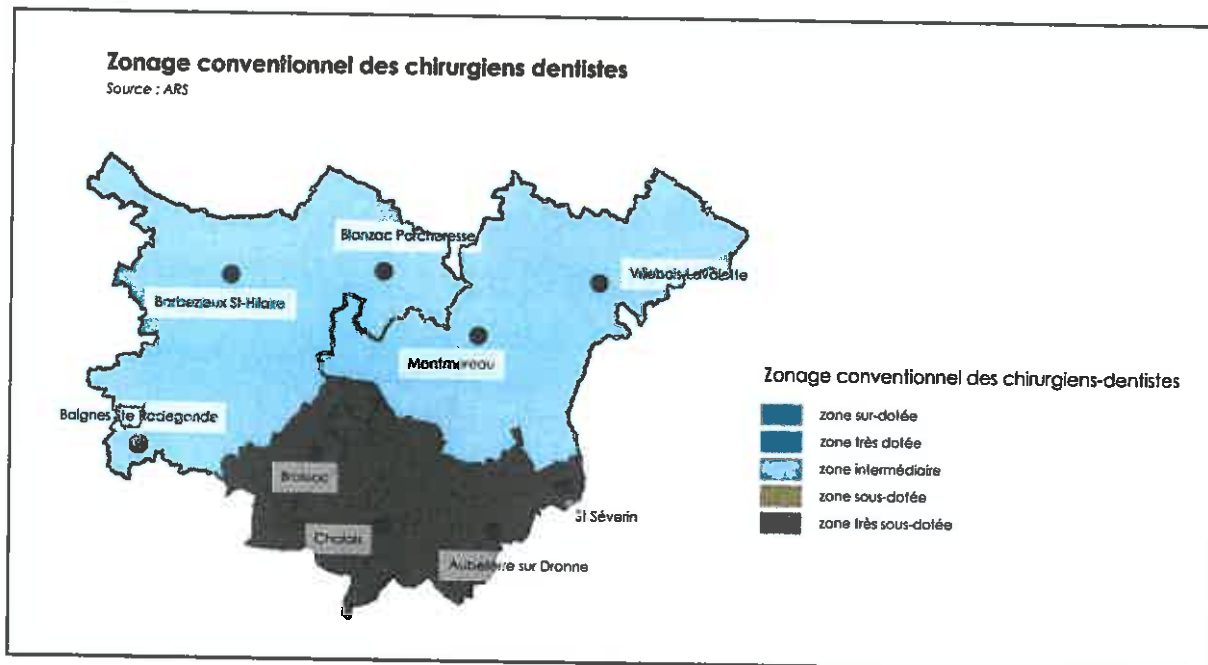 Zonage conventionnel des chirurgiens dentistes
Source : ARS
Blanzac Porcheresse
Villebois-Lavalette
Barbezieux St-Hilaire
Montmoreau
Baignes Ste Radegonde
Brossac
St Séverin
Chalais
Aubeterre sur Dronne
Zonage conventionnel des chirurgiens-dentistes
zone sur-dotée
zone très dotée
zone intermédiaire
zone sous-dotée
zone très sous-dotée